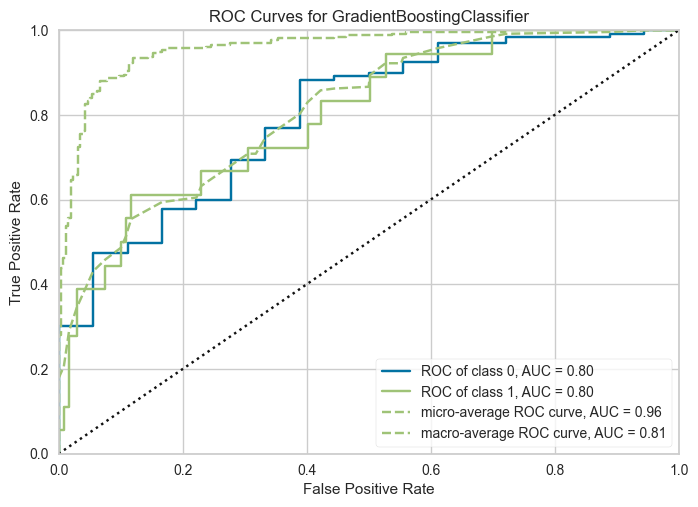 ROC Curves for GradientBoostingClassifier
True Positive Rate
1.0
0.8
0.6
0.4
0.2
0.0
ROC of class 0, AUC = 0.80
ROC of class 1, AUC = 0.80
micro-average ROC curve, AUC = 0.96
macro-average ROC curve, AUC = 0.81
0.0 0.2 0.4 0.6 0.8 1.0
False Positive Rate